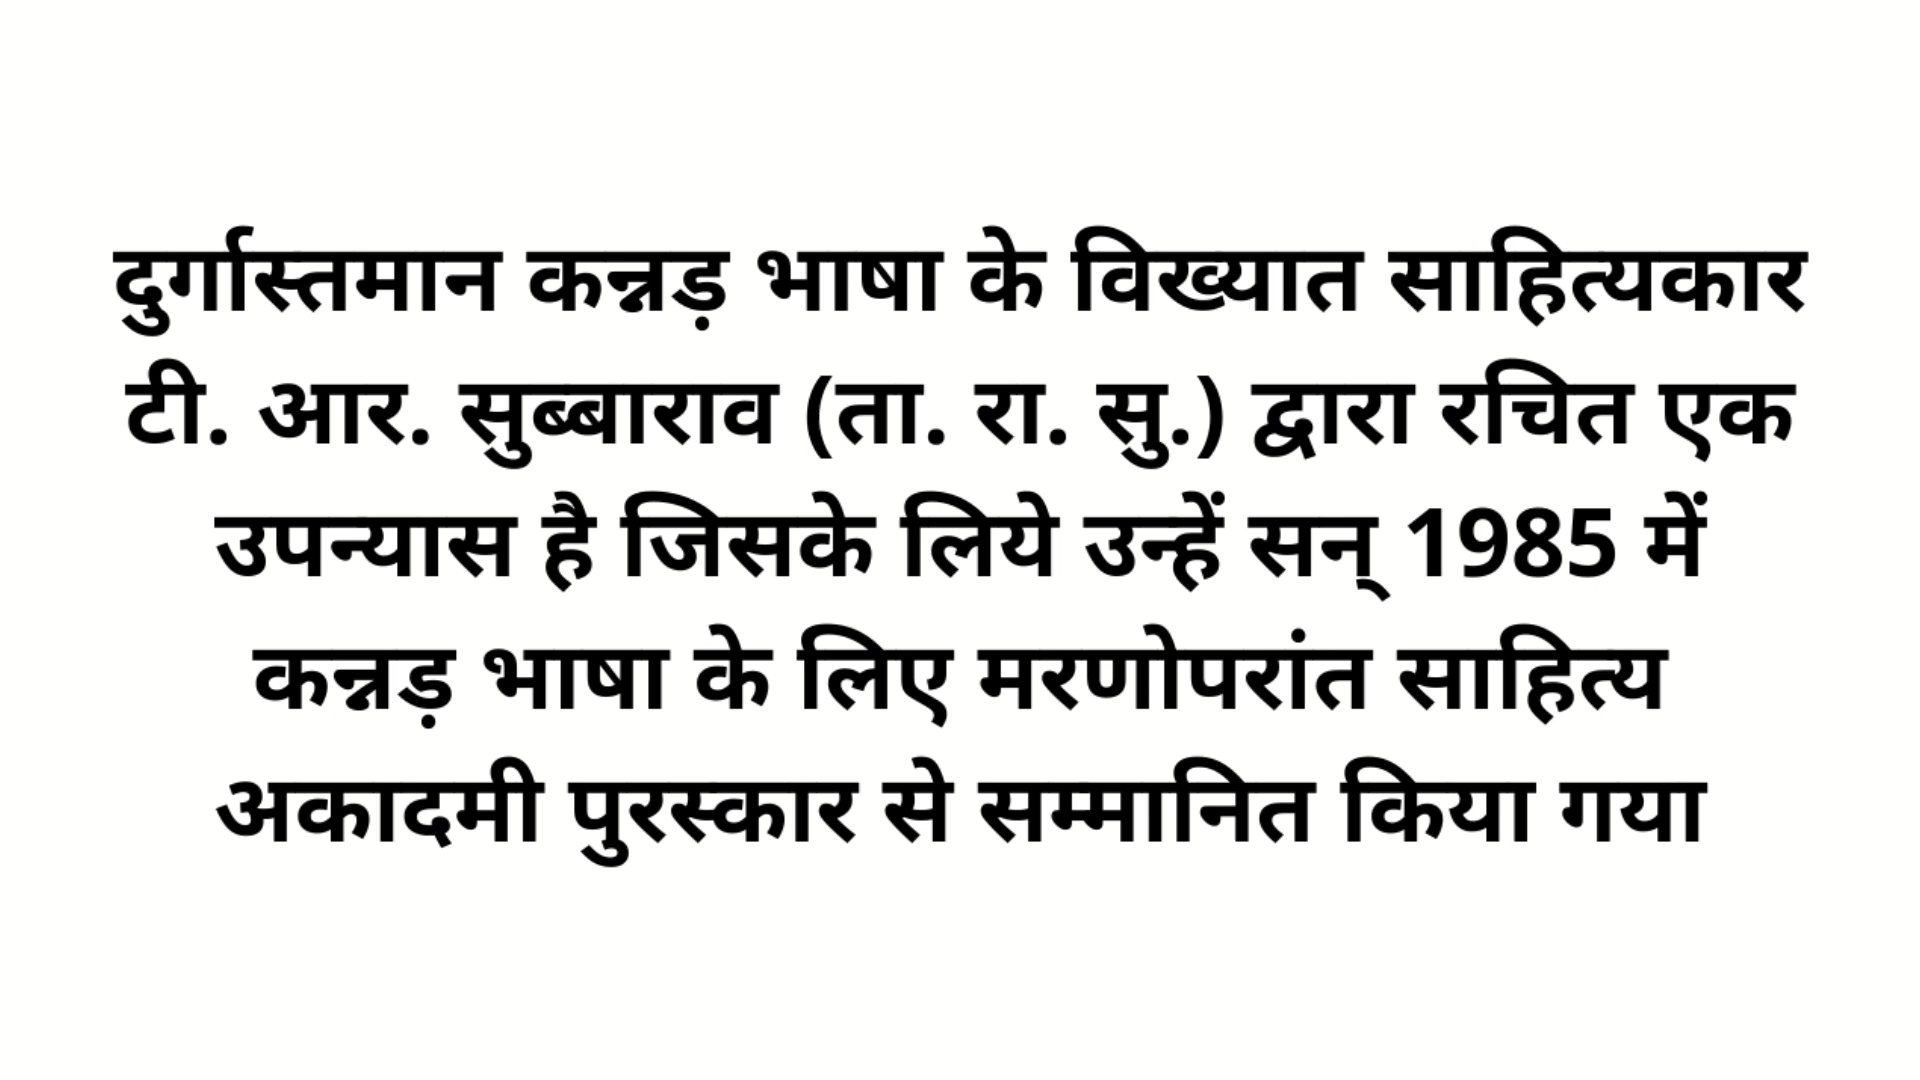 दुर्गास्तमान कन्नड़ भाषा के विख्यात साहित्यकार
टी. आर. सुब्बाराव (ता. रा. सु.) द्वारा रचित एक
उपन्यास है जिसके लिये उन्हें सन् 1985 में
कन्नड़ भाषा के लिए मरणोपरांत साहित्य
अकादमी पुरस्कार से सम्मानित किया गया